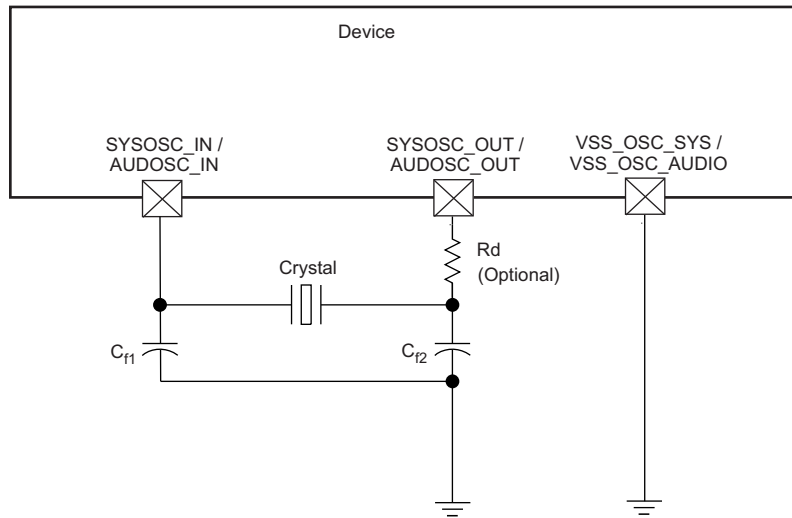 Device
SYSOSC_IN /
AUDOSC_IN
SYSOSC_OUT /
AUDOSC_OUT
VSS_OSC_SYS /
VSS_OSC_AUDIO
Rd
(Optional)
Crystal
Cf1
Cf2